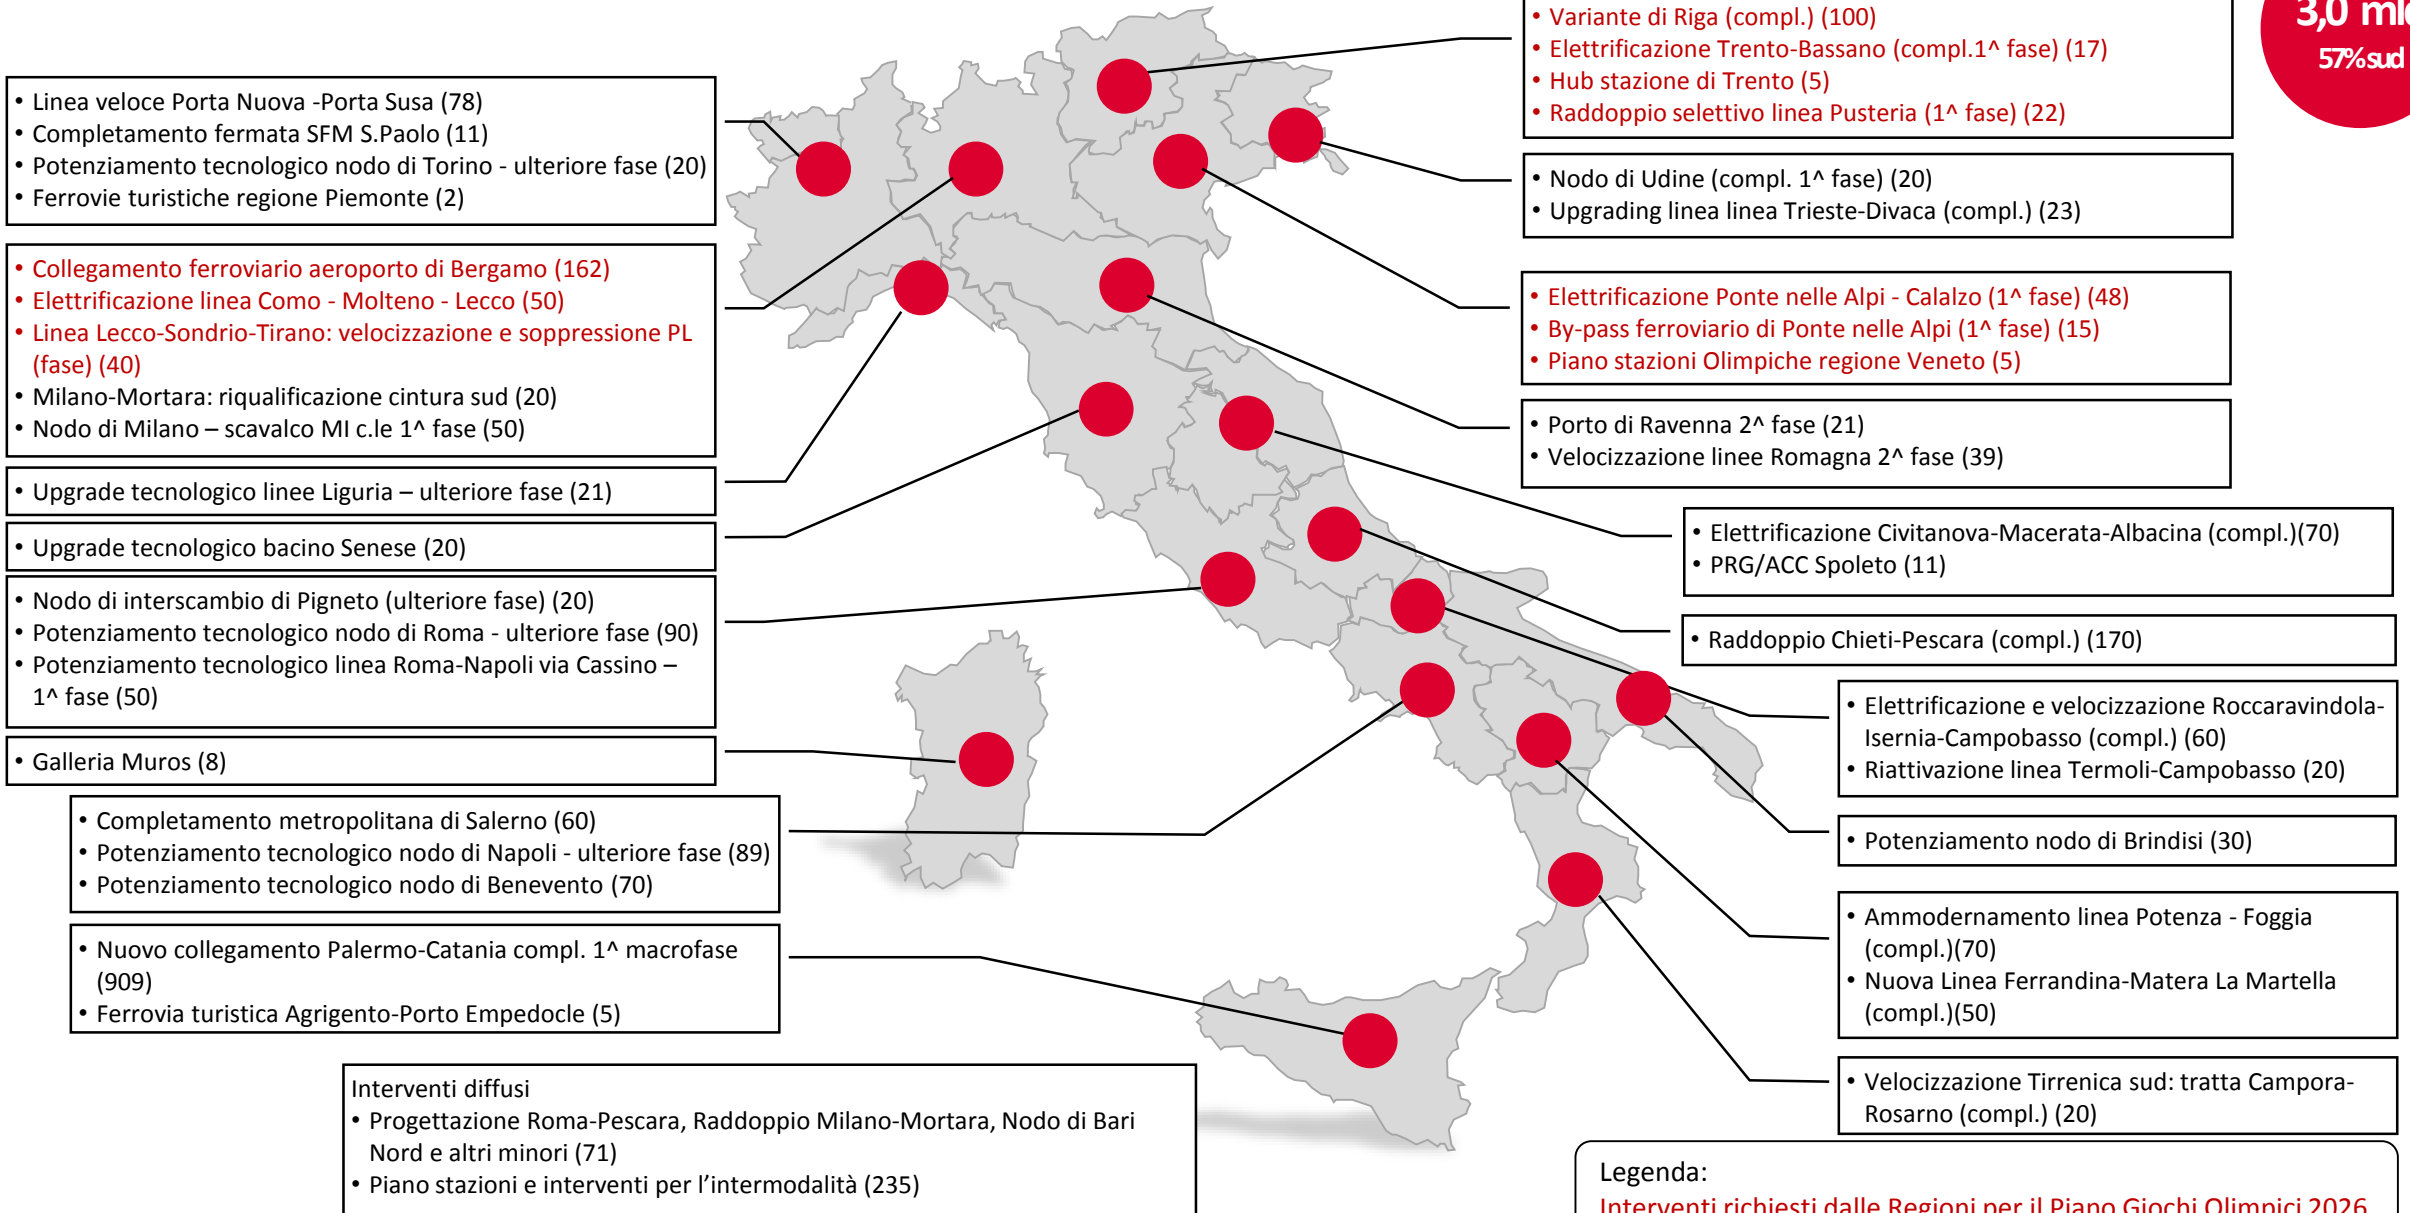 • Variante di Riga (compl.) (100)
• Elettrificazione Trento-Bassano (compl.1^ fase) (17)
• Hub stazione di Trento (5)
• Raddoppio selettivo linea Pusteria (1^ fase) (22)
3,0
57%sud
• Linea veloce Porta Nuova -Porta Susa (78)
• Completamento fermata SFM S.Paolo (11)
• Potenziamento tecnologico nodo di Torino - ulteriore fase (20)
• Ferrovie turistiche regione Piemonte (2)
• Nodo di Udine (compl. 1^ fase) (20)
• Upgrading linea linea Trieste-Divaca (compl.) (23)
• Collegamento ferroviario aeroporto di Bergamo (162)
• Elettrificazione linea Como - Molteno - Lecco (50)
• Linea Lecco-Sondrio-Tirano: velocizzazione e soppressione PL
(fase) (40)
• Milano-Mortara: riqualificazione cintura sud (20)
• Nodo di Milano – scavalco MI c.le 1^ fase (50)
• Elettrificazione Ponte nelle Alpi - Calalzo (1^ fase) (48)
• By-pass ferroviario di Ponte nelle Alpi (1^ fase) (15)
• Piano stazioni Olimpiche regione Veneto (5)
• Porto di Ravenna 2^ fase (21)
• Velocizzazione linee Romagna 2^ fase (39)
• Upgrade tecnologico linee Liguria – ulteriore fase (21)
• Upgrade tecnologico bacino Senese (20)
• Elettrificazione Civitanova-Macerata-Albacina (compl.)(70)
• PRG/ACC Spoleto (11)
• Nodo di interscambio di Pigneto (ulteriore fase) (20)
• Potenziamento tecnologico nodo di Roma - ulteriore fase (90)
• Potenziamento tecnologico linea Roma-Napoli via Cassino –
1^ fase (50)
• Raddoppio Chieti-Pescara (compl.) (170)
• Elettrificazione e velocizzazione Roccaravindola-
Isernia-Campobasso (compl.) (60)
• Riattivazione linea Termoli-Campobasso (20)
• Galleria Muros (8)
• Completamento metropolitana di Salerno (60)
• Potenziamento tecnologico nodo di Napoli - ulteriore fase (89)
• Potenziamento tecnologico nodo di Benevento (70)
• Potenziamento nodo di Brindisi (30)
• Ammodernamento linea Potenza - Foggia
(compl.)(70)
• Nuova Linea Ferrandina-Matera La Martella
(compl.)(50)
• Nuovo collegamento Palermo-Catania compl. 1^ macrofase
(909)
• Ferrovia turistica Agrigento-Porto Empedocle (5)
• Velocizzazione Tirrenica sud: tratta Campora-
Rosarno (compl.) (20)
Interventi diffusi
• Progettazione Roma-Pescara, Raddoppio Milano-Mortara, Nodo di Bari
Nord e altri minori (71)
• Piano stazioni e interventi per l’intermodalità (235)
Legenda:
Interventi richiesti dalle Regioni per il Piano Giochi Olimpici 2026